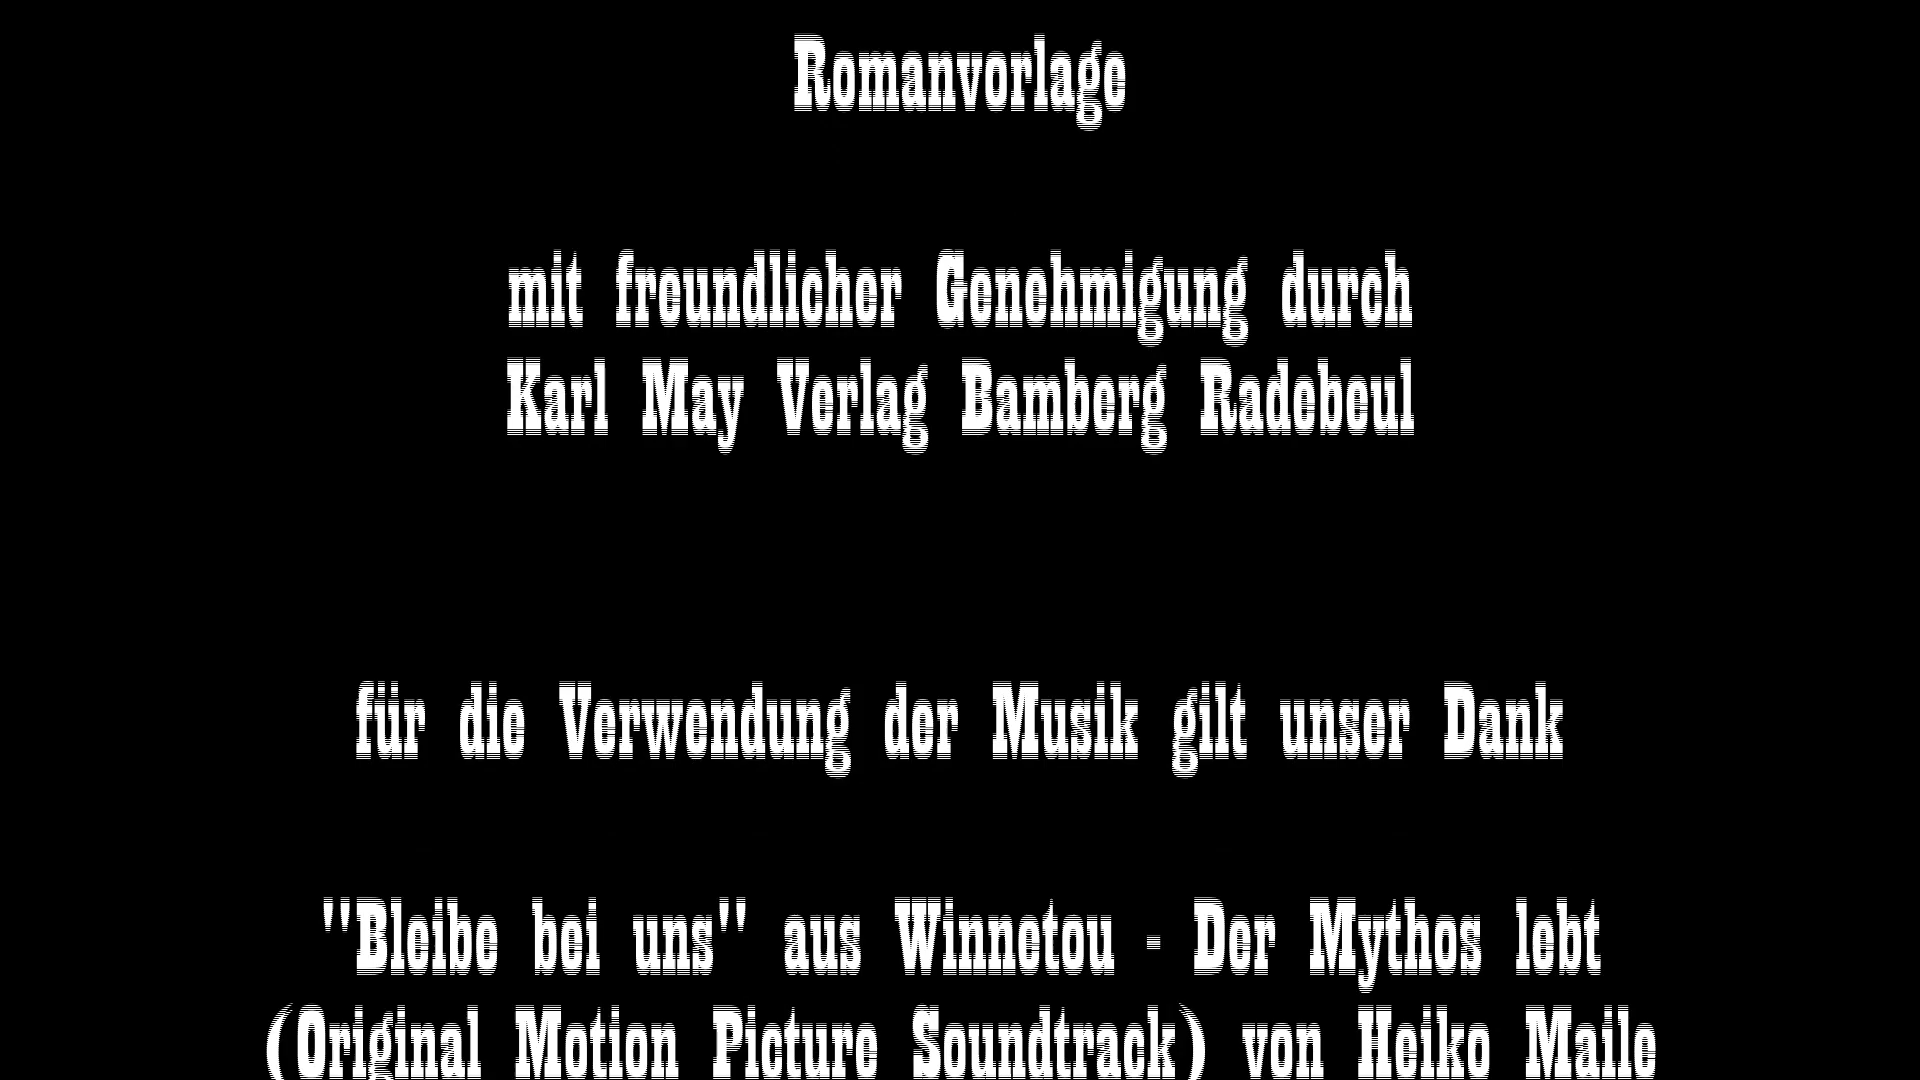 Romanvorlage
mit freundlicher Genehmigung durch
Karl May Verlag Bamberg Radebeul
für die Verwendung der Musik gilt unser Dank
"Bleibe bei uns" aus Winnetou - Der Mythos lebt
(Original Motion Picture Soundtrack) von Heiko Maile